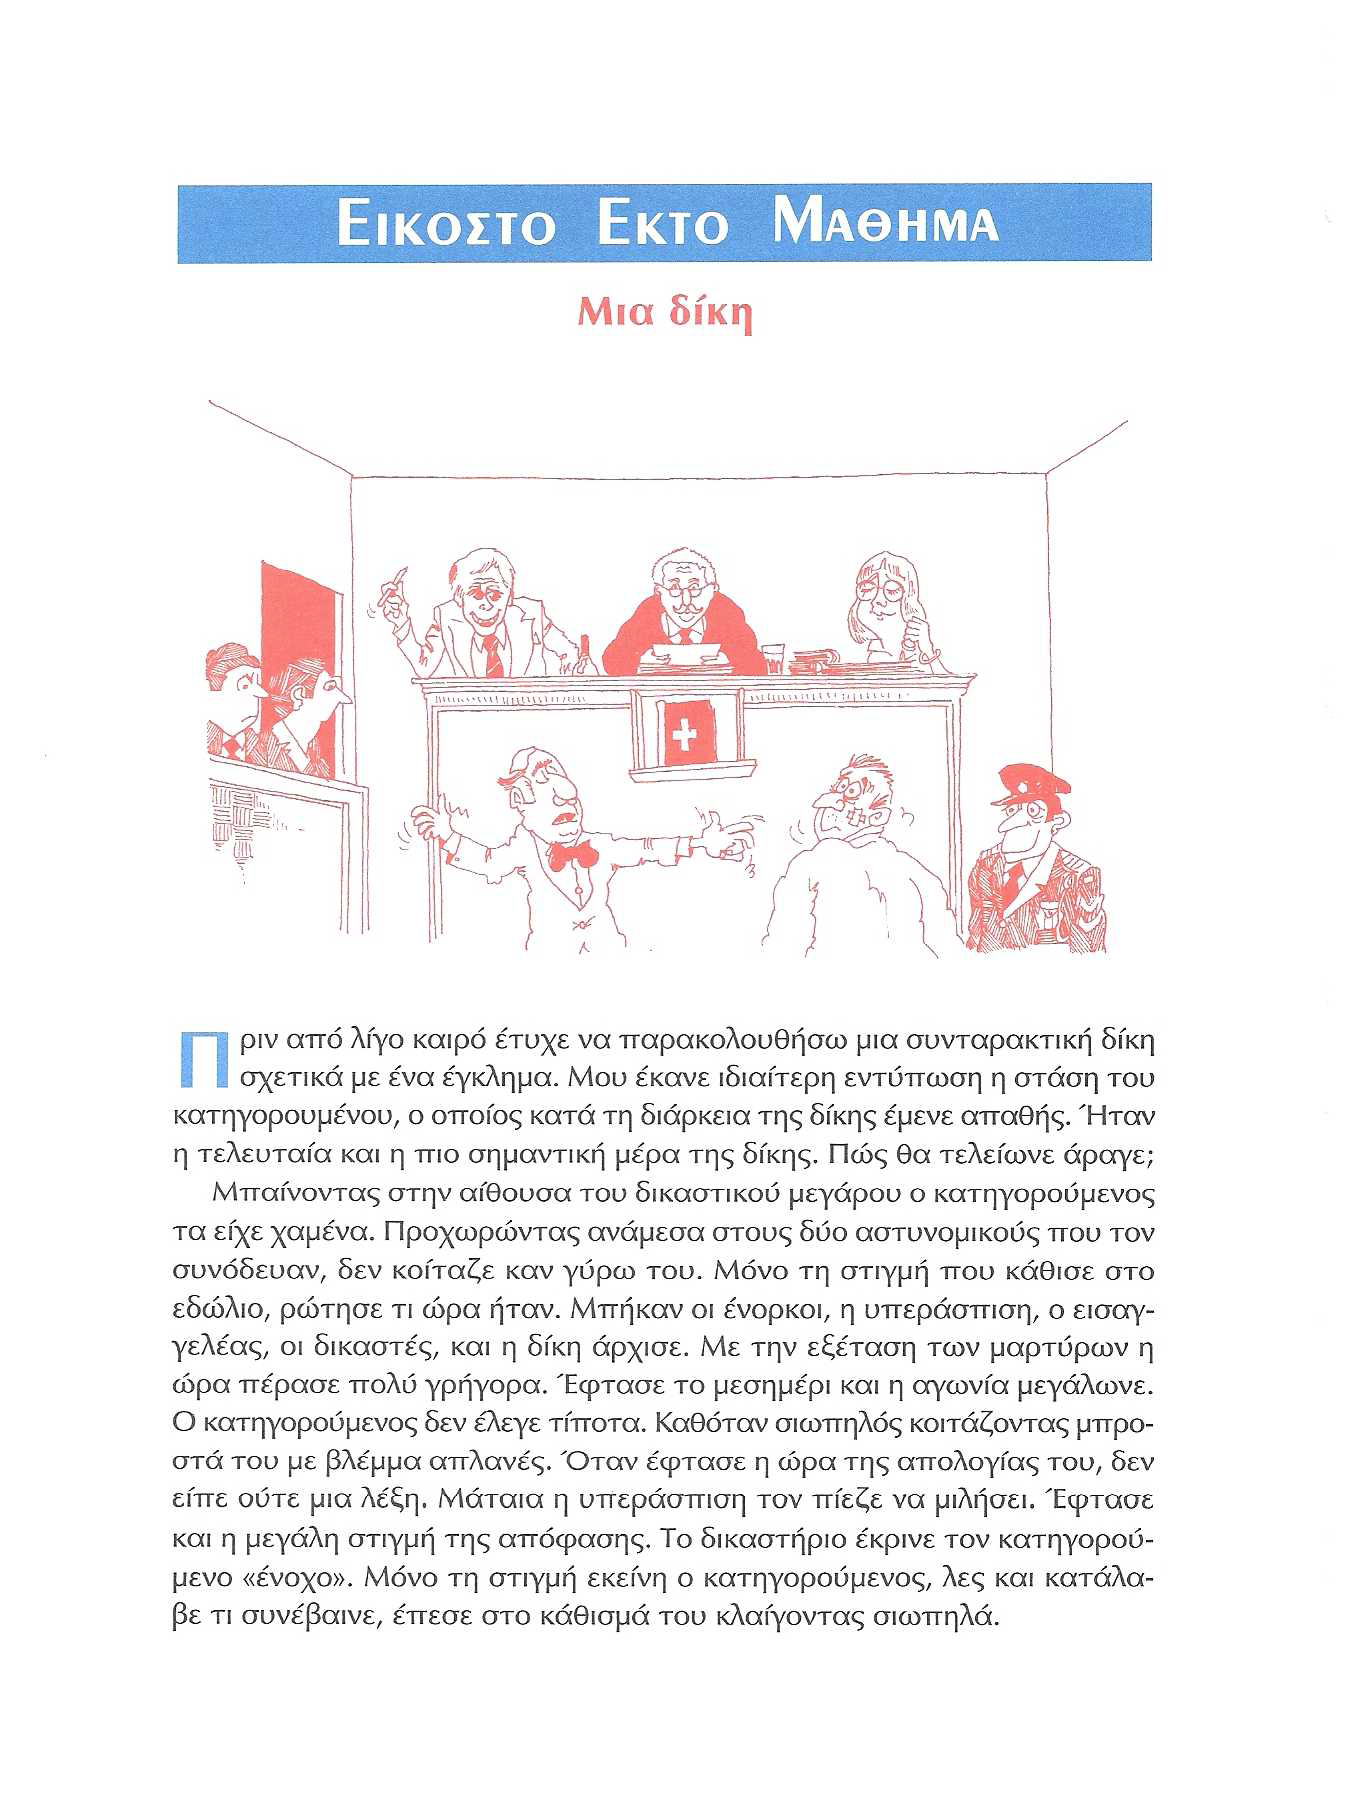 ΕΙΚΟΣΤΟ ΕΚΤΟ ΜΑΘΗΜΑ
Μια δίκη
Πριν από λίγο καιρό έτυχε να παρακολουθήσω μια συνταρακτική δίκη
σχετικά με ένα έγκλημα. Μου έκανε ιδιαίτερη εντύπωση η στάση του
κατηγορουμένου, ο οποίος κατά τη διάρκεια της δίκης έμενε απαθής. Ήταν
η τελευταία και η πιο σημαντική μέρα της δίκης. Πώς θα τελείωνε άραγε;
Μπαίνοντας στην αίθουσα του δικαστικού μεγάρου ο κατηγορούμενος
τα είχε χαμένα. Προχωρώντας ανάμεσα στους δύο αστυνομικούς που τον
συνόδευαν, δεν κοίταζε καν γύρω του. Μόνο τη στιγμή που κάθισε στο
εδώλιο, ρώτησε τι ώρα ήταν. Μπήκαν οι ένορκοι, η υπεράσπιση, ο εισαγ-
γελέας, οι δικαστές, και η δίκη άρχισε. Με την εξέταση των μαρτύρων η
ώρα πέρασε πολύ γρήγορα. Έφτασε το μεσημέρι και η αγωνία μεγάλωνε.
Ο κατηγορούμενος δεν έλεγε τίποτα. Καθόταν σιωπηλός κοιτάζοντας μπρο-
στά του με βλέμμα απλανές. Όταν έφτασε η ώρα της απολογίας του, δεν
είπε ούτε μια λέξη. Μάταια η υπεράσπιση τον πίεζε να μιλήσει. Έφτασε
και η μεγάλη στιγμή της απόφασης. Το δικαστήριο έκρινε τον κατηγορού-
μενο «ένοχο». Μόνο τη στιγμή εκείνη ο κατηγορούμενος, λες και κατάλα-
βε τι συνέβαινε, έπεσε στο κάθισμά του κλαίγοντας σιωπηλά.